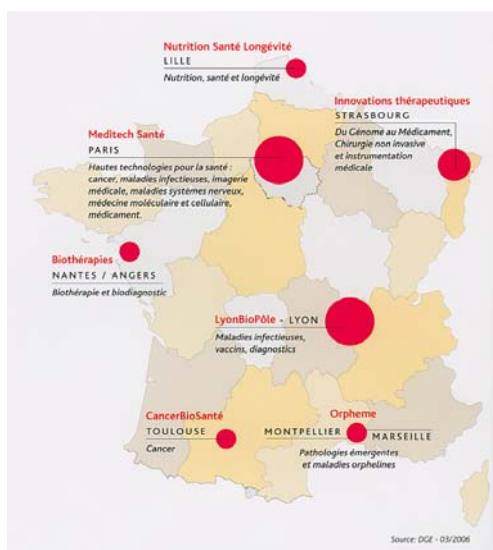 Nutrition Santé Longévité
LILLE
Nutrition, santé et longévité
Innovations thérapeutiques
STRASBOURG
Du Génome au Médicament,
Chirurgie non invasive
et instrumentation
médicale
Meditech Santé
PARIS
Hautes technologies pour la santé :
cancer, maladies infectieuses, imagerie
médicale, maladies systèmes nerveux,
médecine moléculaire et cellulaire,
médicament.
Biothérapies
NANTES / ANGERS
Biothérapie et biodiagnostic
LyonBioPôle - LYON
Maladies infectieuses,
vaccins, diagnostics
CancerBioSanté
TOULOUSE
Cancer
Orpheme
MONTPELLIER
MARSEILLE
Pathologies émergentes
et maladies orphelines
Source: DGE - 03/2006